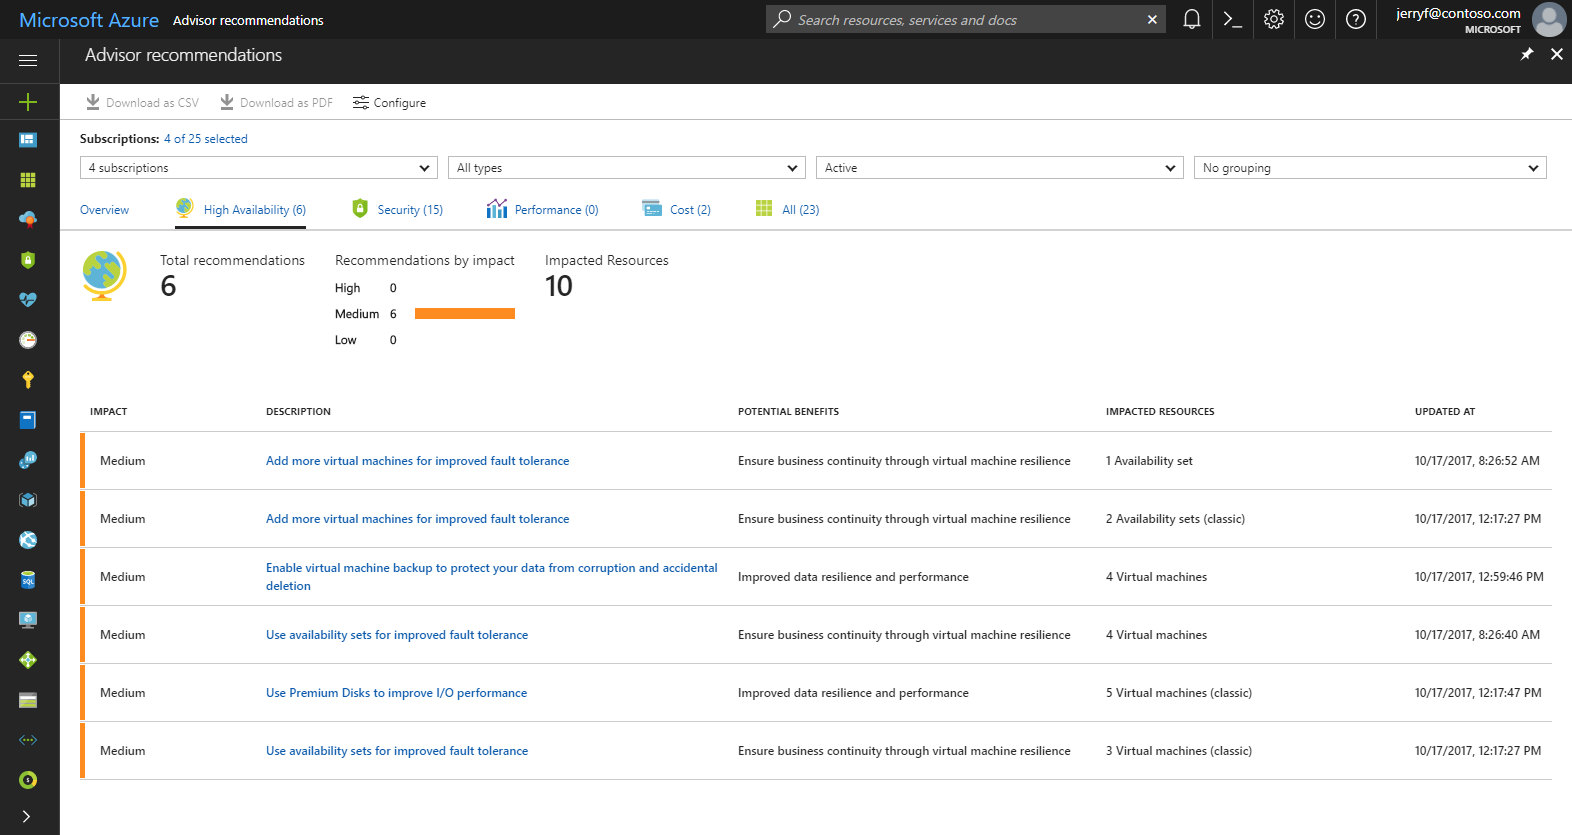 Microsoft Azure Advisor recommendations Search resources, services and docs jerryf@contoso.com
MICROSOFT
Advisor recommendations
Download as CSV Download as PDF Configure
Subscriptions: 4 of 25 selected
4 subscriptions All types Active No grouping
Overview High Availability (6) Security (15) Performance (0) Cost (2) All (23)
Total recommendations Recommendations by impact Impacted Resources
6 High 0 10
Medium 6
Low 0
IMPACT DESCRIPTION POTENTIAL BENEFITS IMPACTED RESOURCES UPDATED AT
Medium Add more virtual machines for improved fault tolerance Ensure business continuity through virtual machine resilience 1 Availability set 10/17/2017, 8:26:52 AM
Medium Add more virtual machines for improved fault tolerance Ensure business continuity through virtual machine resilience 2 Availability sets (classic) 10/17/2017, 12:17:27 PM
Medium Enable virtual machine backup to protect your data from corruption and accidental
deletion Improved data resilience and performance 4 Virtual machines 10/17/2017, 12:59:46 PM
Medium Use availability sets for improved fault tolerance Ensure business continuity through virtual machine resilience 4 Virtual machines 10/17/2017, 8:26:40 AM
Medium Use Premium Disks to improve I/O performance Improved data resilience and performance 5 Virtual machines (classic) 10/17/2017, 12:17:47 PM
Medium Use availability sets for improved fault tolerance Ensure business continuity through virtual machine resilience 3 Virtual machines (classic) 10/17/2017, 12:17:27 PM
SQL